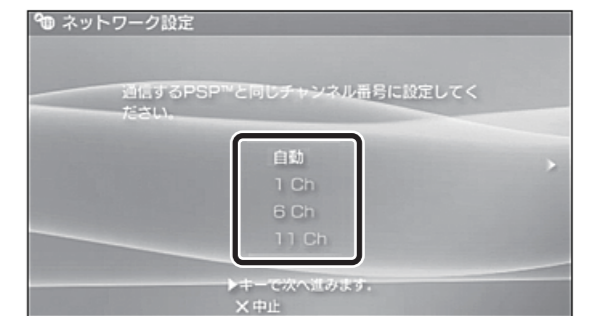 ネットワーク設定
通信するPSP™と同じチャンネル番号に設定してく
ださい。
自動
1 Ch
6 Ch
11 Ch
▶キーで次へ進みます。
✕中止